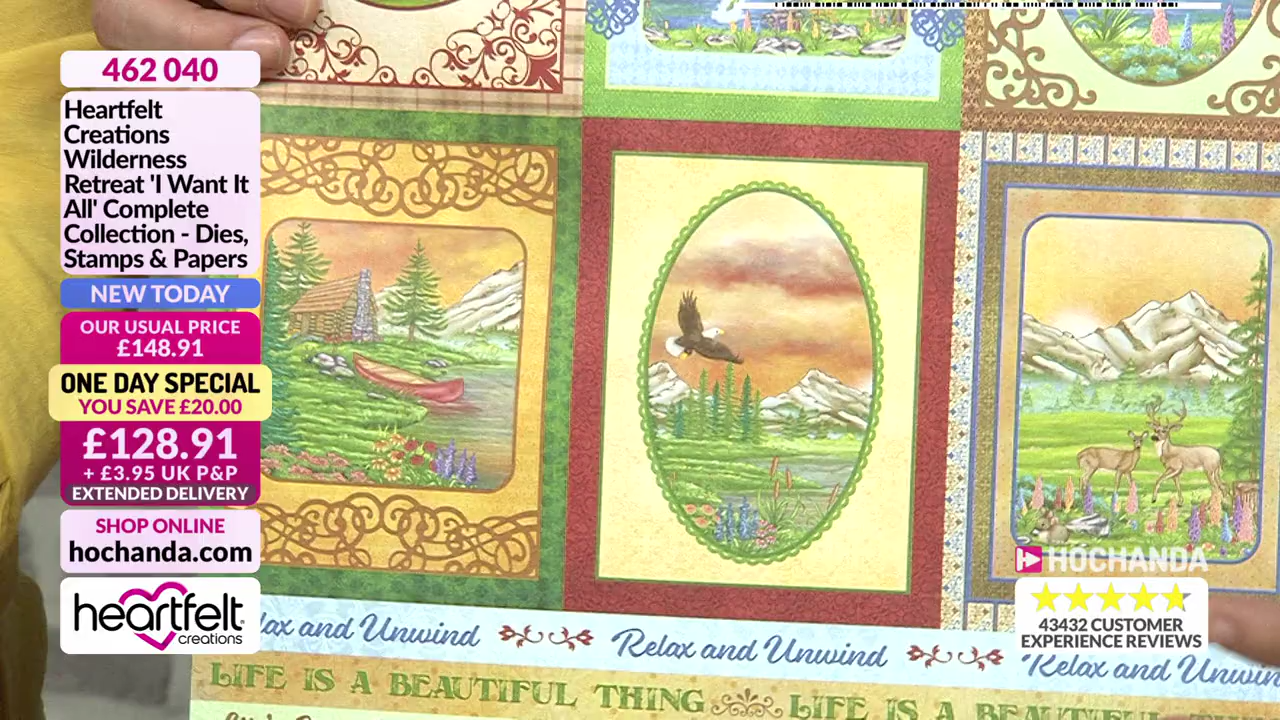 462 040
Heartfelt
Creations
Wilderness
Retreat 'I Want It
All' Complete
Collection - Dies,
Stamps & Papers
NEW TODAY
OUR USUAL PRICE
£148.91
ONE DAY SPECIAL
YOU SAVE £20.00
£128.91
+ £3.95 UK P&P
EXTENDED DELIVERY
SHOP ONLINE
hochanda.com
heartfelt
creations
HOCHANDA
43432 CUSTOMER
EXPERIENCE REVIEWS
and Unwind Relax and Unwind Relax and
LIFE IS A BEAUTIFUL THING LIFE IS A